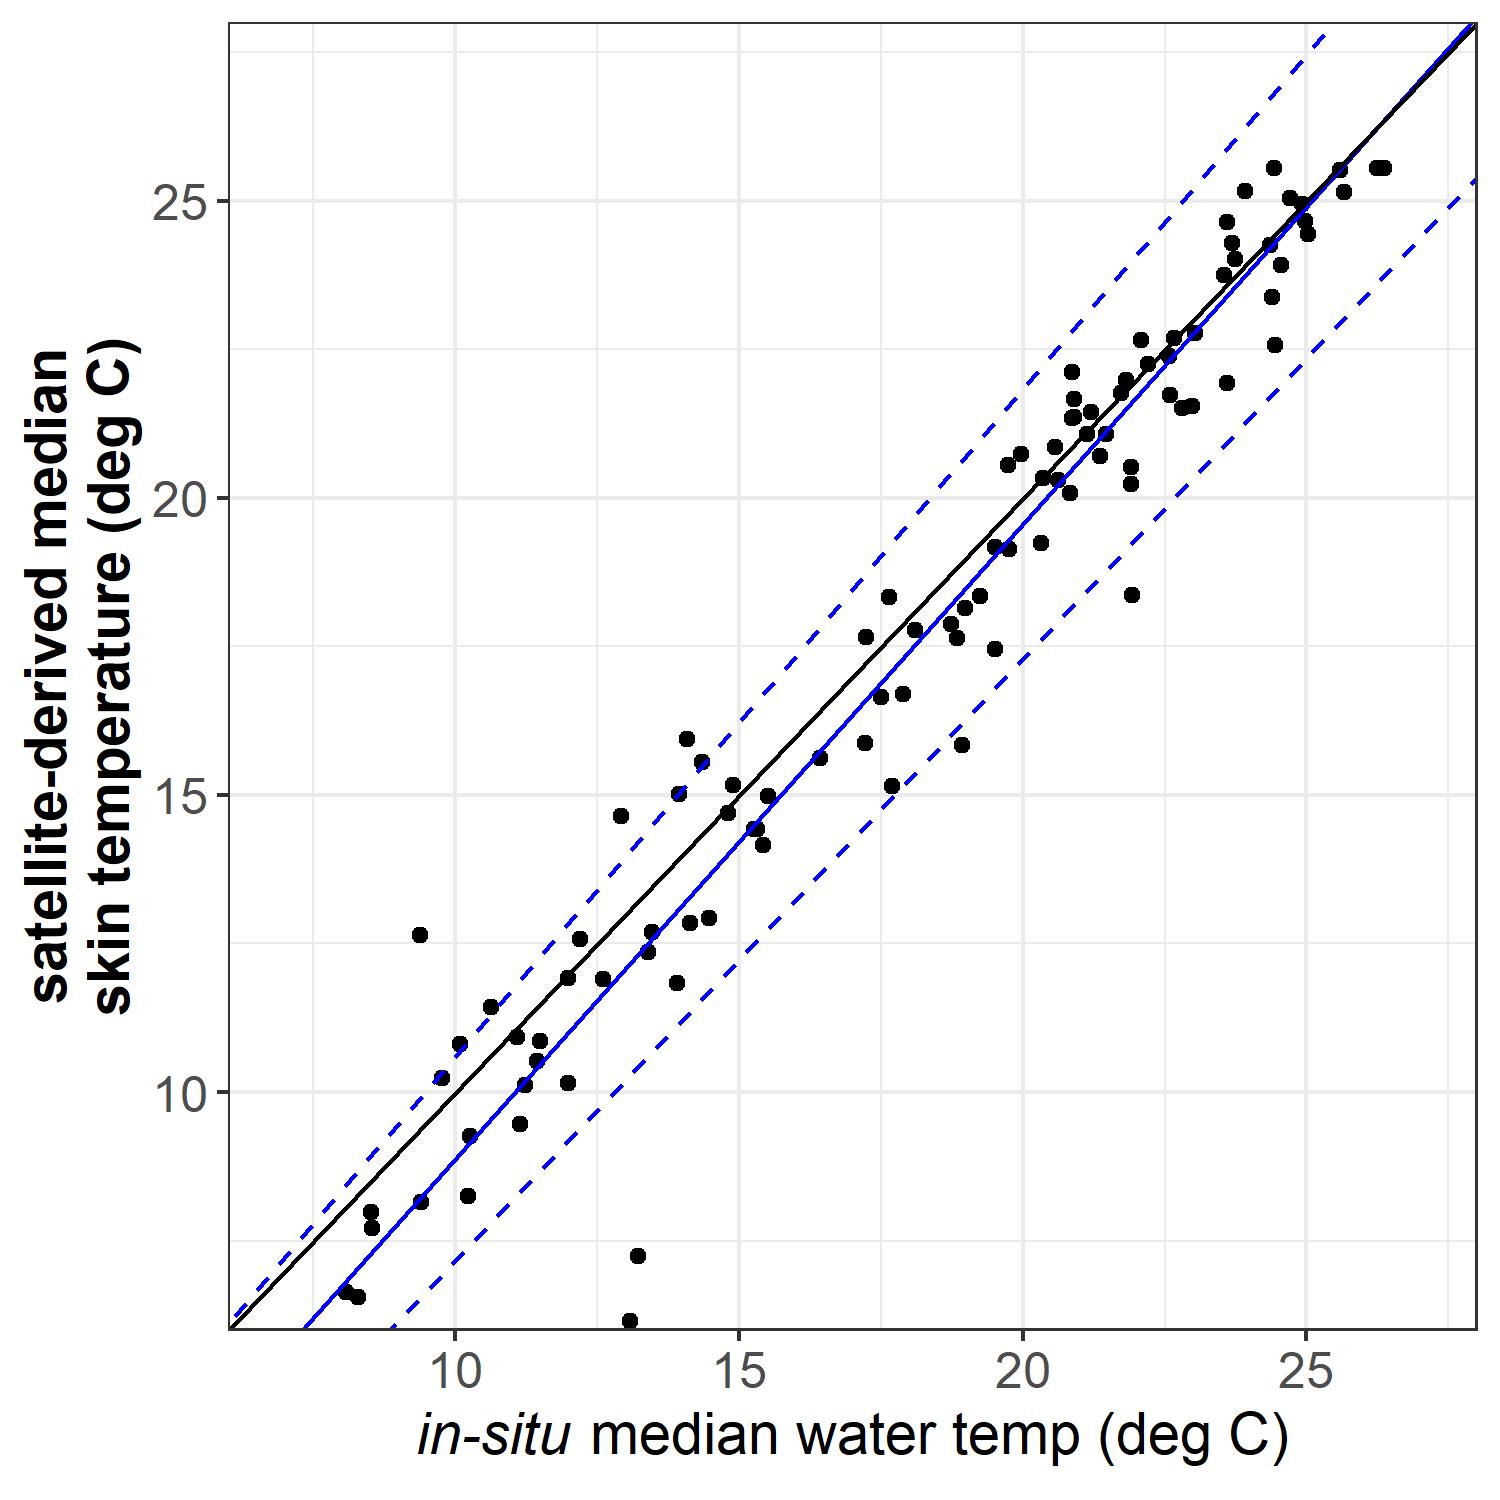 satellite-derived median
skin temperature (deg C)
25
20
15
10
10 15 20 25
in-situ median water temp (deg C)